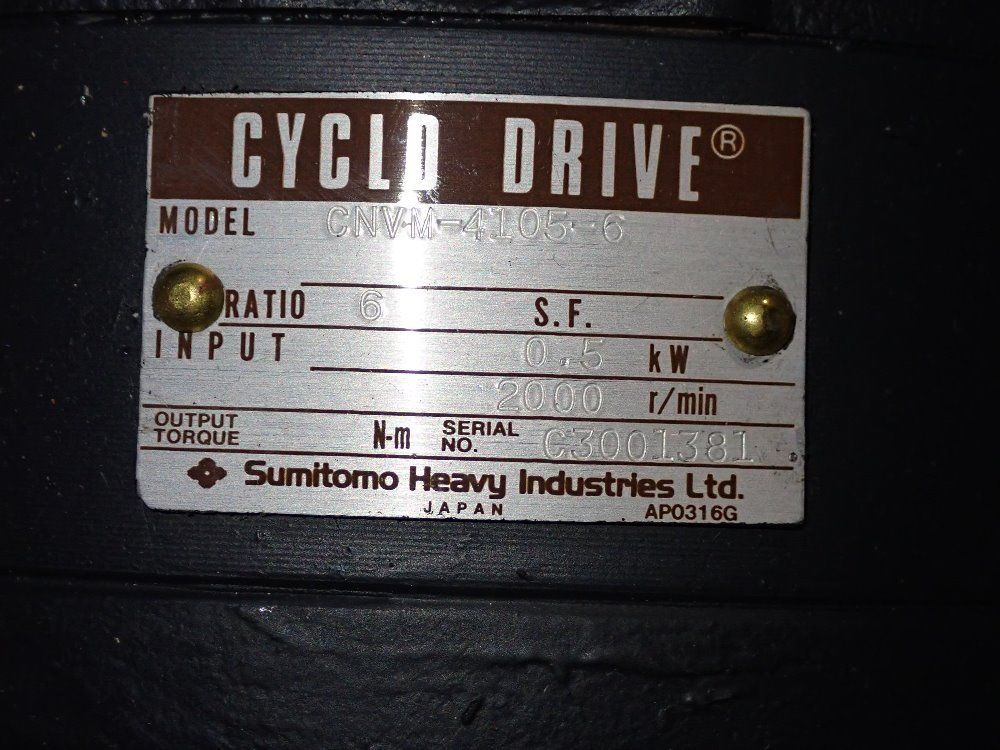 CYCLO DRIVE®
MODEL CNVM-4105-6
RATIO 6 S.F.
INPUT 0.5 kW
2000 r/min
OUTPUT TORQUE N-m SERIAL NO. C3001381
Sumitomo Heavy Industries Ltd.
JAPAN AP0316G